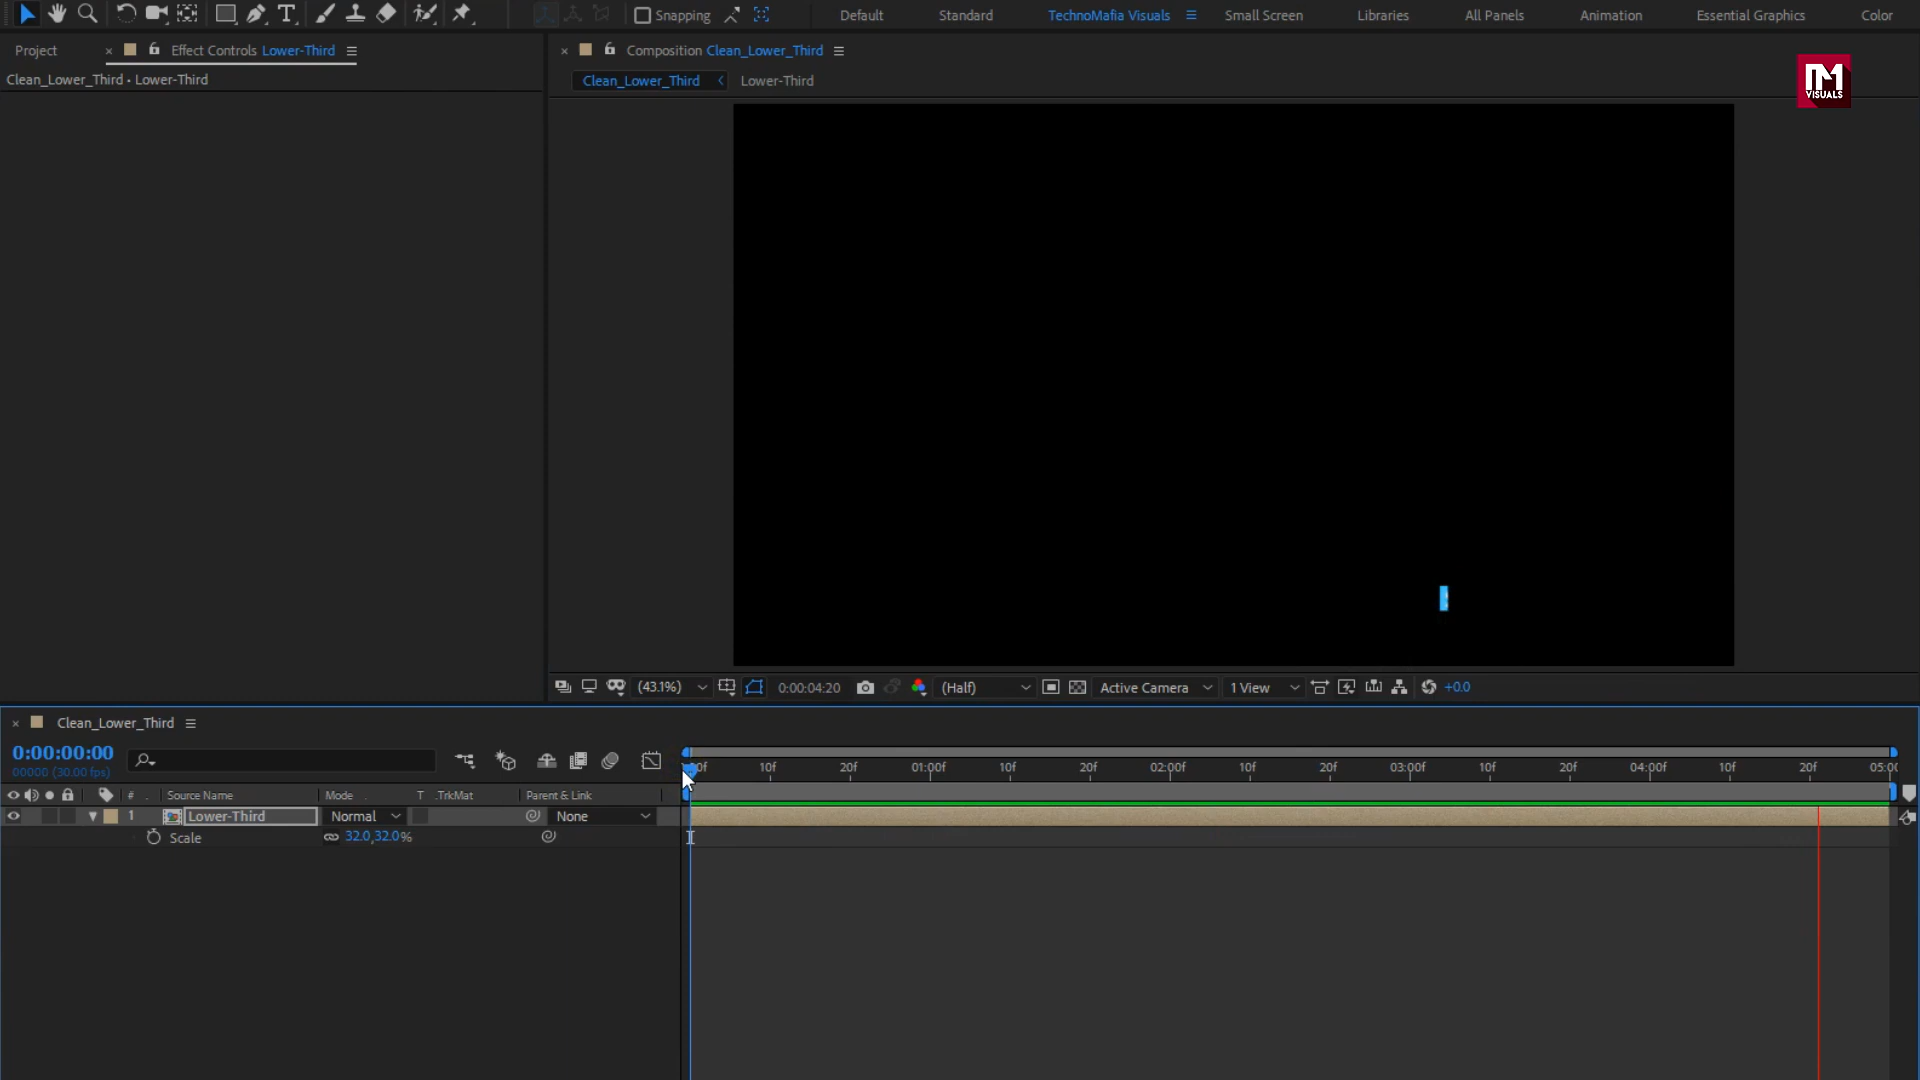 Snapping
Default
Standard
TechnoMafia Visuals
Small Screen
Libraries
All Panels
Animation
Essential Graphics
Color
Project
Effect Controls Lower-Third
Composition Clean_Lower_Third
Clean_Lower_Third • Lower-Third
Clean_Lower_Third
Lower-Third
VISUALS
(43.1%)
0:00:04:20
(Half)
Active Camera
1 View
+0.0
Clean_Lower_Third
0:00:00:00
00000 (30.00 fps)
10f 20f 01:00f 10f 20f 02:00f 10f 20f 03:00f 10f 20f 04:00f 10f 20f
# Source Name Mode T .TrkMat Parent & Link
1 Lower-Third Normal None
Scale 32.0,32.0%